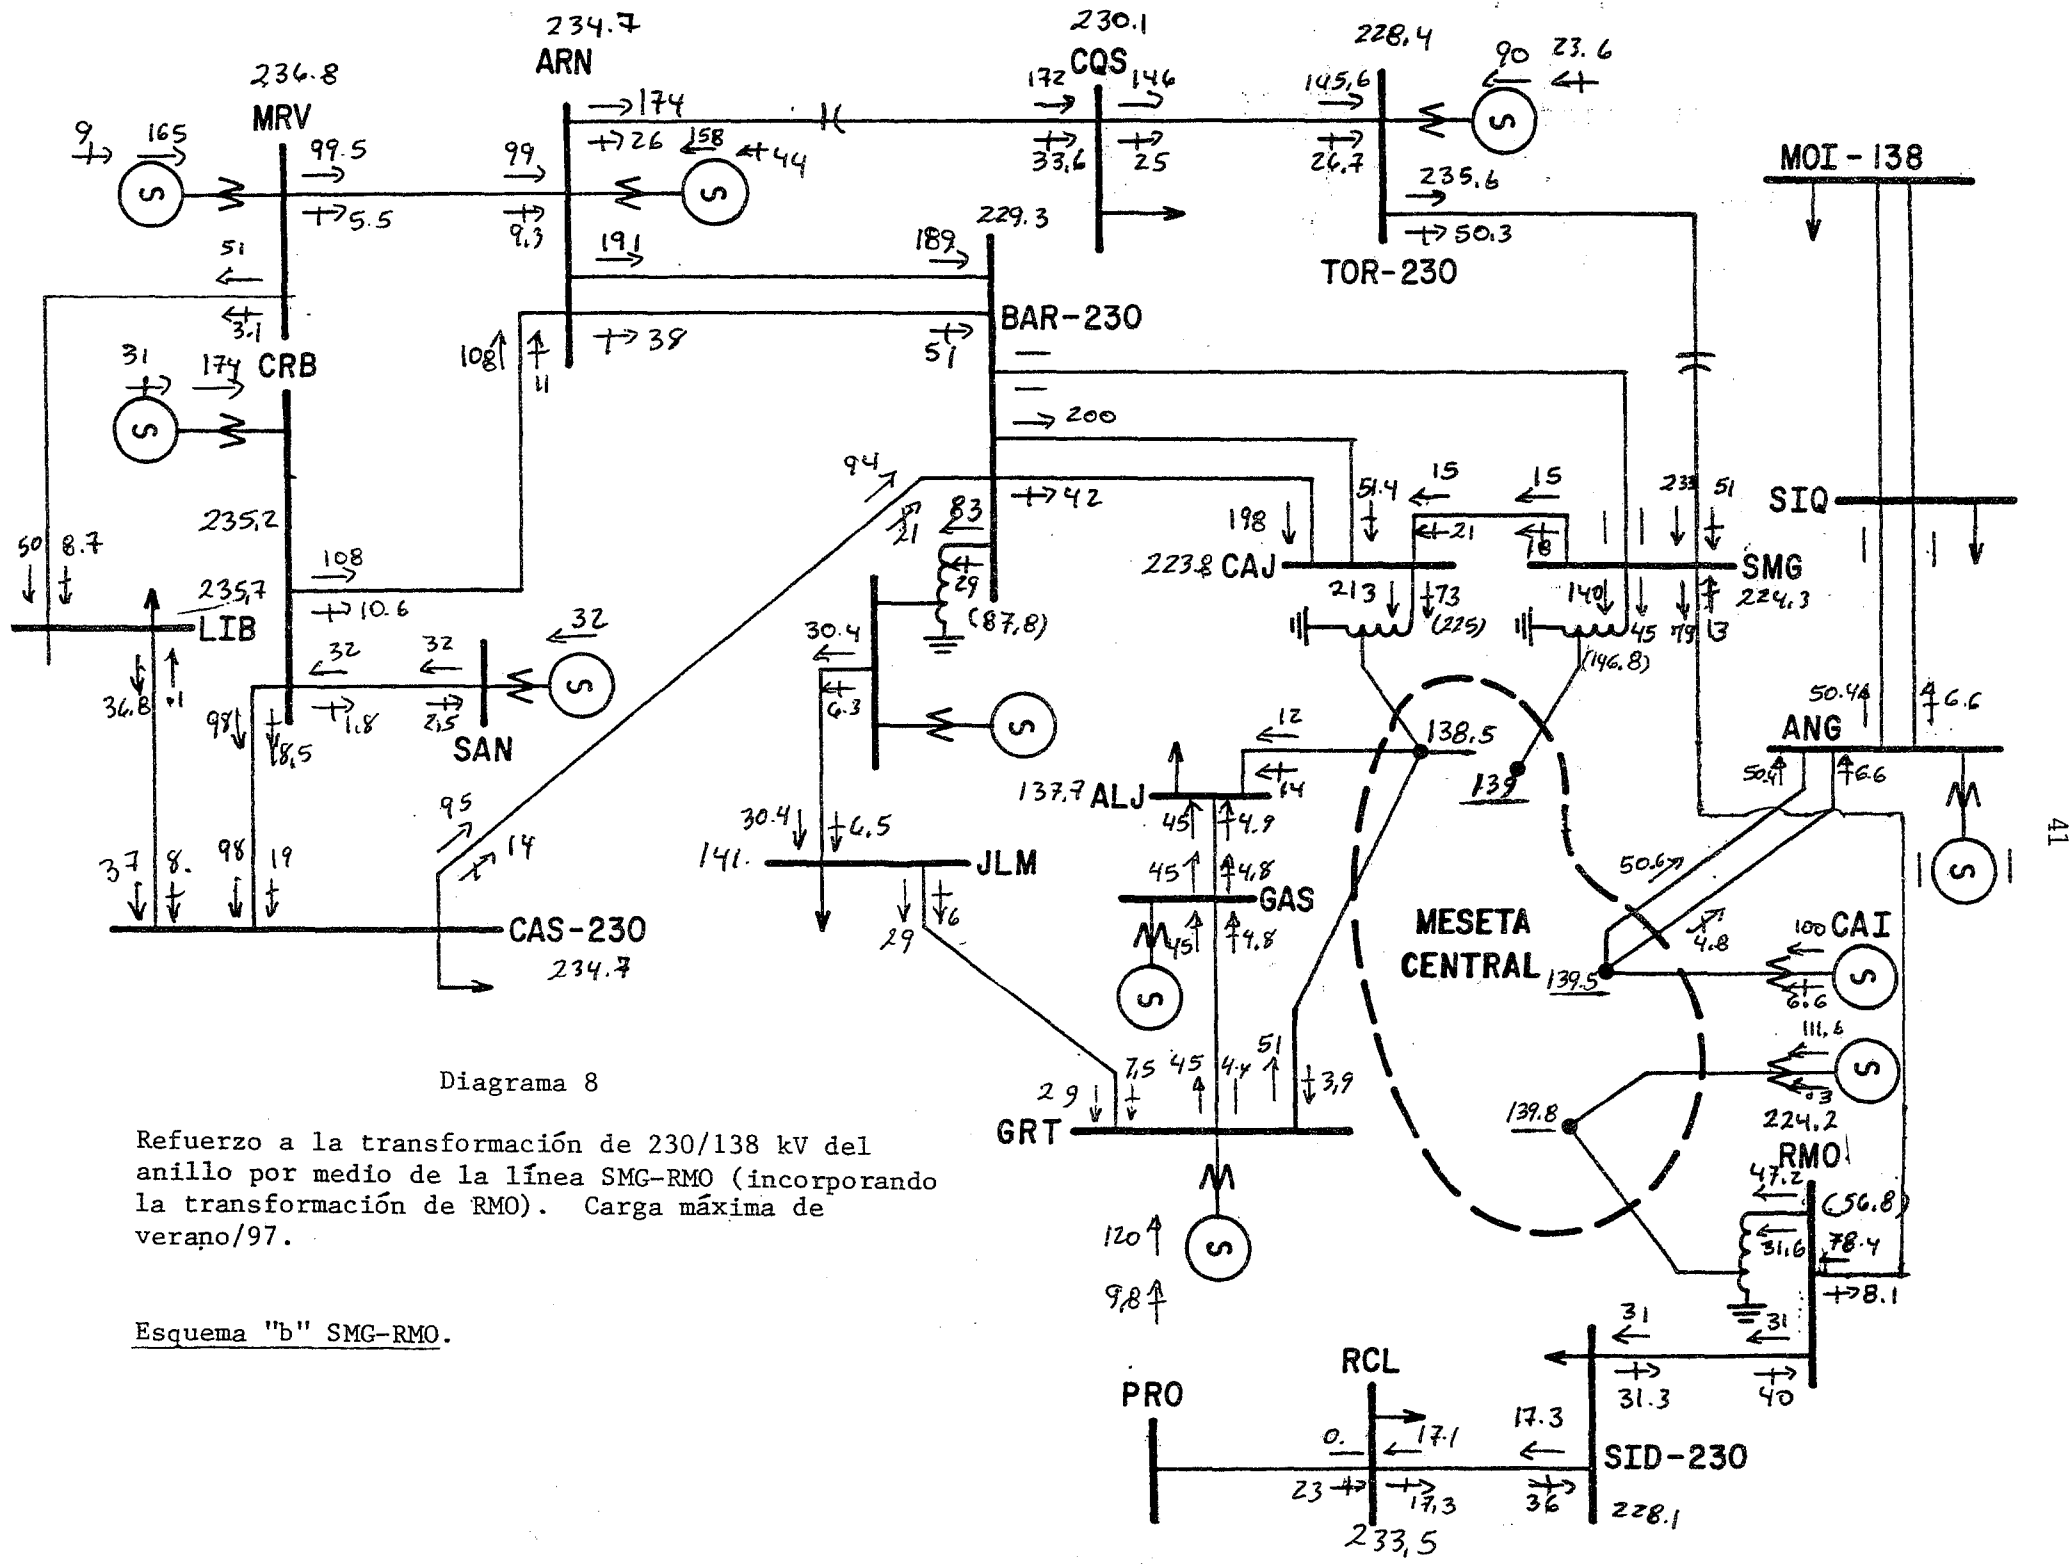 234.7
ARN
230.1
CQS
228.4
90 23.6
236.8
MRV
9 165
99.5
99
174
26
158
44
172 146
33.6 25
145.6
26.7
S
S
S
5.5
9.3
MOI-138
235.6
50.3
TOR-230
51
3.1
191
189
229.3
BAR-230
38
51
108
11
31
174
CRB
S
200
94
21
42
83
29
(87.8)
15
15
51.4
21
18
198
233 51
SIQ
223.8 CAJ
SMG
224.3
213
73
(225)
140
45 79 13
(146.8)
235.2
50 8.7
235.7
LIB
108
10.6
32
32
32
S
1.8
2.5
SAN
36.8 .1
98 18.5
30.4
6.3
S
50.4
6.6
ANG
50.4
6.6
12
14
138.5
139
137.7 ALJ
45 4.9
45 4.8
GAS
45 4.8
S
95
14
37 8.
98 19
CAS-230
234.7
30.4 6.5
141.
JLM
29
6
50.6
4.8
S
MESETA
CENTRAL
139.5
100 CAI
6.6
S
111.6
.3
S
41
29 7.5 45 51 3.9
GRT
139.8
224.2
RMO
47.2
(56.8)
31.6
78.4
8.1
120
9.8
S
Diagrama 8
Refuerzo a la transformación de 230/138 kV del
anillo por medio de la línea SMG-RMO (incorporando
la transformación de RMO). Carga máxima de
verano/97.
Esquema "b" SMG-RMO.
31
31
31.3
40
PRO
RCL
0.
17.1
17.3
23
17.3
36
SID-230
228.1
233.5